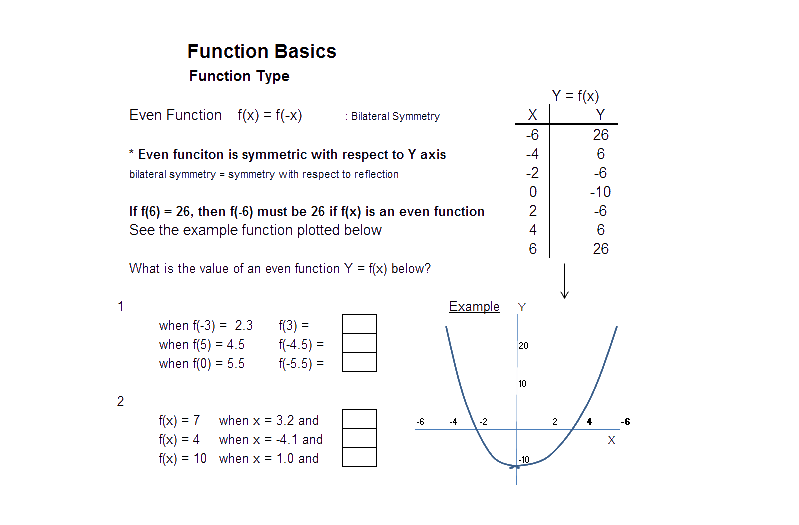 Function Basics
Function Type
Y = f(x)
Even Function f(x) = f(-x) : Bilateral Symmetry
X Y
-6 26
* Even funciton is symmetric with respect to Y axis
-4 6
bilateral symmetry = symmetry with respect to reflection
-2 -6
0 -10
If f(6) = 26, then f(-6) must be 26 if f(x) is an even function
2 -6
See the example function plotted below
4 6
6 26
What is the value of an even function Y = f(x) below?
1
Example Y
when f(-3) = 2.3 f(3) =
when f(5) = 4.5 f(-4.5) =
when f(0) = 5.5 f(-5.5) =
20
10
2
f(x) = 7 when x = 3.2 and
f(x) = 4 when x = -4.1 and
f(x) = 10 when x = 1.0 and
-6 -4 -2 2 4 -6
X
-10